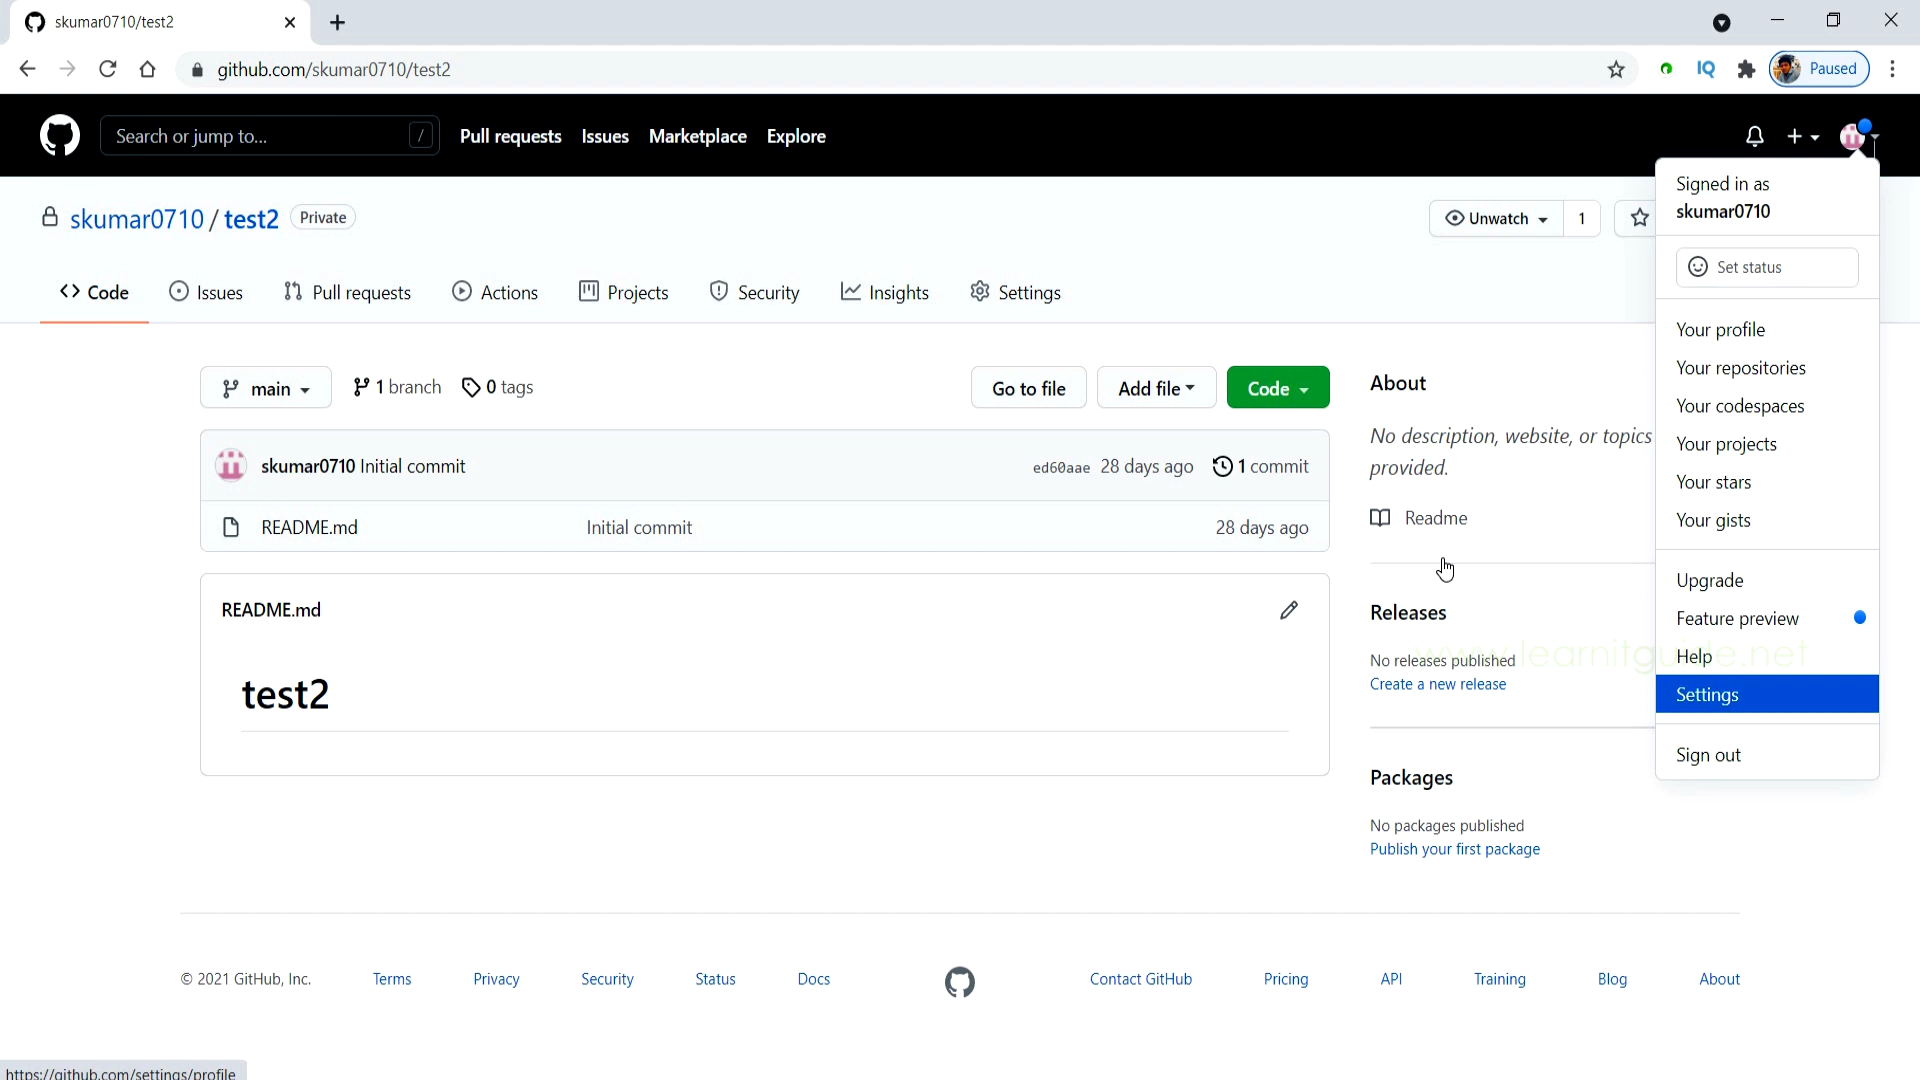 skumar0710/test2
github.com/skumar0710/test2
IQ
Paused
Search or jump to...
/
Pull requests
Issues
Marketplace
Explore
skumar0710 / test2
Private
Unwatch
1
Signed in as
skumar0710
Set status
Your profile
Your repositories
Your codespaces
Your projects
Your stars
Your gists
Upgrade
Feature preview
Help
Settings
Sign out
Code
Issues
Pull requests
Actions
Projects
Security
Insights
Settings
main
1 branch
0 tags
Go to file
Add file
Code
skumar0710 Initial commit
ed60aae 28 days ago
1 commit
README.md
Initial commit
28 days ago
README.md
test2
About
No description, website, or topics
provided.
Readme
Releases
No releases published
Create a new release
www.learnitguide.net
Packages
No packages published
Publish your first package
© 2021 GitHub, Inc.
Terms
Privacy
Security
Status
Docs
Contact GitHub
Pricing
API
Training
Blog
About
https://github.com/settings/profile